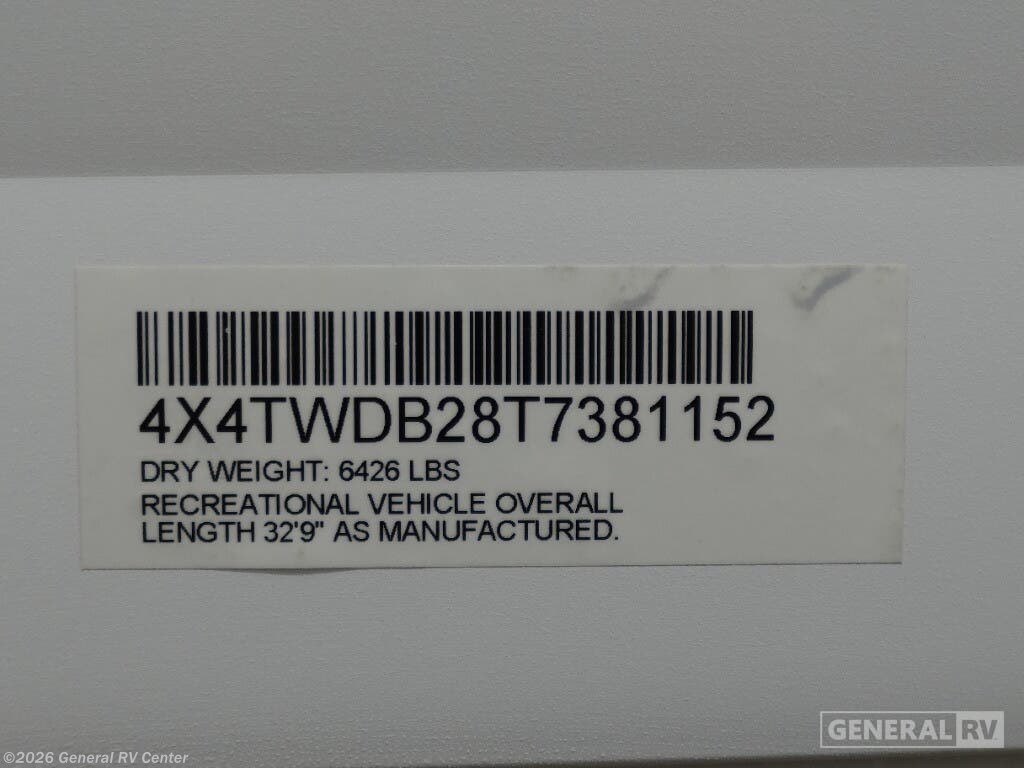 4X4TWDB28T7381152
DRY WEIGHT: 6426 LBS
RECREATIONAL VEHICLE OVERALL
LENGTH 32'9" AS MANUFACTURED.
GENERAL RV
©2026 General RV Center